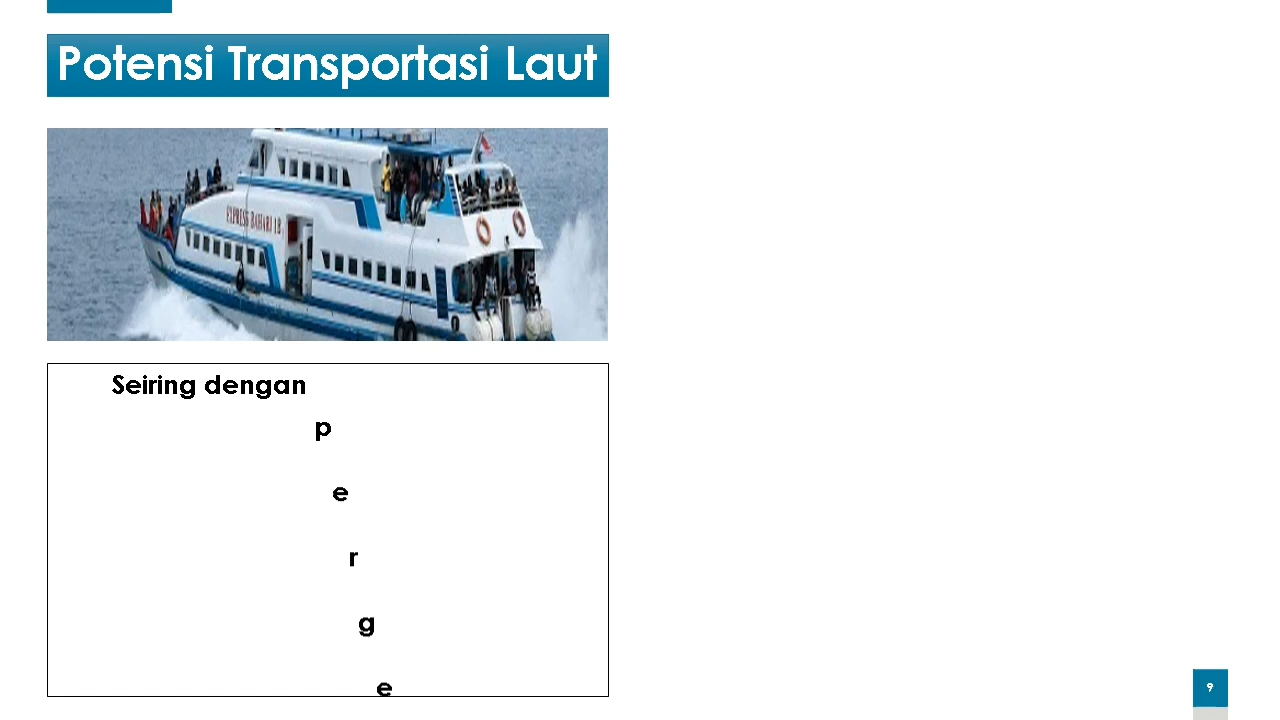 Potensi Transportasi Laut
EXPRESS BAHARI 1B
Seiring dengan
p
e
r
g
e
9